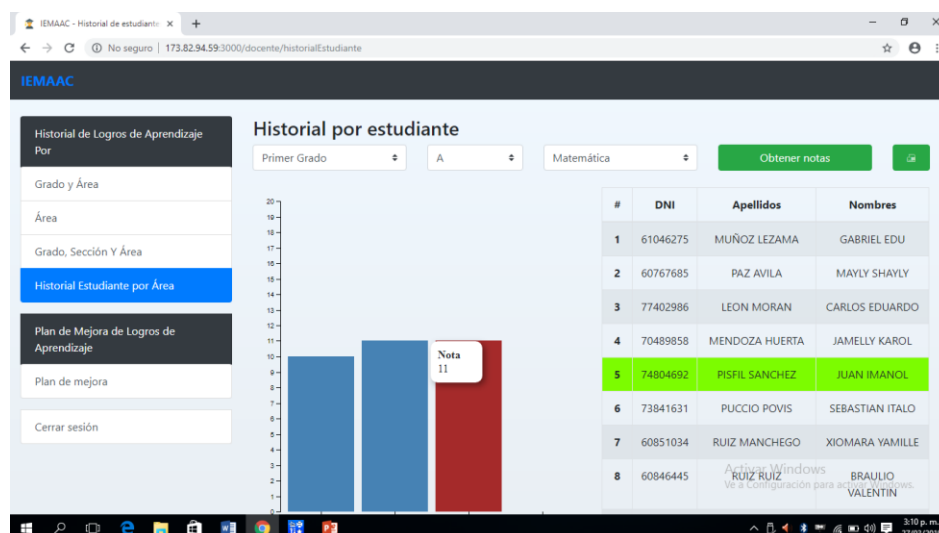 IEMAAC - Historial de estudiante
No seguro | 173.82.94.59:3000/docente/historialEstudiante
IEMAAC
Historial de Logros de Aprendizaje
Por
Grado y Área
Área
Grado, Sección Y Área
Historial Estudiante por Área
Plan de Mejora de Logros de
Aprendizaje
Plan de mejora
Cerrar sesión
Historial por estudiante
Primer Grado A Matemática Obtener notas
20
19
18
17
16
15
14
13
12
11
10
9
8
7
6
5
4
3
2
1
Nota
11
# DNI Apellidos Nombres
1 61046275 MUÑOZ LEZAMA GABRIEL EDU
2 60767685 PAZ AVILA MAYLY SHAYLY
3 77402986 LEON MORAN CARLOS EDUARDO
4 70489858 MENDOZA HUERTA JAMELLY KAROL
5 74804692 PISFIL SANCHEZ JUAN IMANOL
6 73841631 PUCCIO POVIS SEBASTIAN ITALO
7 60851034 RUIZ MANCHEGO XIOMARA YAMILLE
8 60846445 RUIZ RUIZ BRAULIO
VALENTIN
Activar Windows
Ve a Configuración para activar Windows.
3:10 p. m.